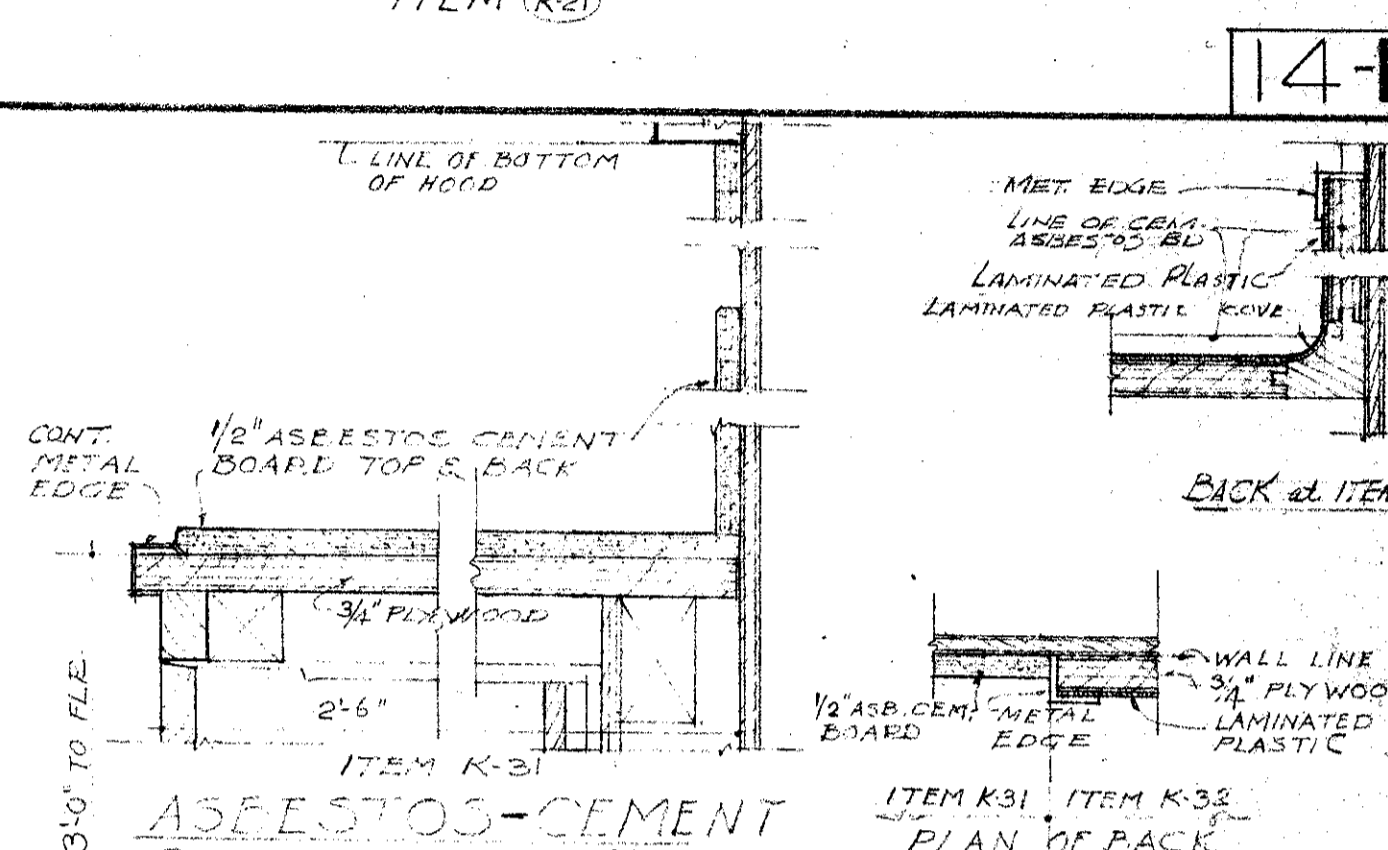 ITEM K-21
14-
LINE OF BOTTOM
OF HOOD
MET. EDGE
LINE OF CEM.
ASBESTOS BD
LAMINATED PLASTIC
LAMINATED PLASTIC COVE
CONT.
METAL
EDGE
1/2" ASBESTOS CEMENT
BOARD TOP & BACK
BACK at ITEM
3/4" PLYWOOD
2'-6"
3'-0" TO FLR.
WALL LINE
3/4" PLYWOO
LAMINATED
PLASTIC
1/2" ASB. CEM.
BOARD
METAL
EDGE
ITEM K-31
ASBESTOS-CEMENT
ITEM K-31 ITEM K-32
PLAN OF BACK